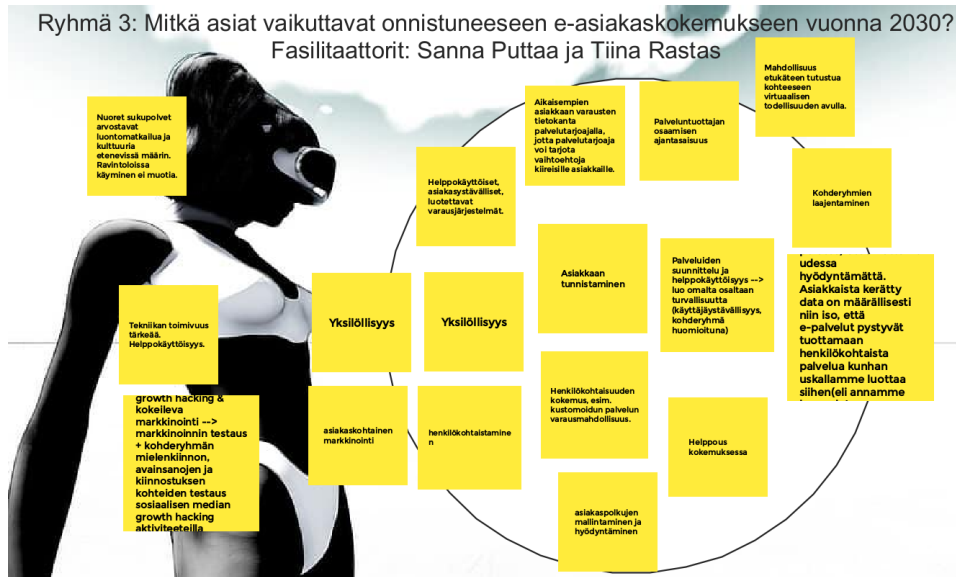 Ryhmä 3: Mitkä asiat vaikuttavat onnistuneeseen e-asiakaskokemukseen vuonna 2030?
Fasilitaattorit: Sanna Puttaa ja Tiina Rastas
Mahdollisuus
etukäteen tutustua
kohteeseen
virtuaalisen
todellisuuden avulla.
Nuoret sukupolvet
arvostavat
luontomatkailua ja
kulttuuria
etenevissä määrin.
Ravintoloissa
käyminen ei muotia.
Aikaisempien
asiakkaan varausten
tietokanta
palvelutarjoajalla,
jotta palvelutarjoaja
voi tarjota
vaihtoehtoja
kiireisille asiakkaille.
Palveluntuottajan
osaamisen
ajantasaisuus
Helppokäyttöiset,
asiakasystävälliset,
luotettavat
varausjärjestelmät.
Kohderyhmien
laajentaminen
Asiakkaan
tunnistaminen
Palveluiden
suunnittelu ja
helppokäyttöisyys -->
luo omalta osaltaan
turvallisuutta
(käyttäjäystävällisyys,
kohderyhmä
huomioituna)
udessa
hyödyntämättä.
Asiakkaista kerätty
data on määrällisesti
niin iso, että
e-palvelut pystyvät
tuottamaan
henkilökohtaista
palvelua kunhan
uskallamme luottaa
siihen(eli annamme
Tekniikan toimivuus
tärkeää.
Helppokäyttöisyys.
Yksilöllisyys
Yksilöllisyys
growth hacking &
kokeileva
markkinointi -->
markkinoinnin testaus
+ kohderyhmän
mielenkiinnon,
avainsanojen ja
kiinnostuksen
kohteiden testaus
sosiaalisen median
growth hacking
aktiviteeteilla
asiakaskohtainen
markkinointi
henkilökohtaistamine
n
Henkilökohtaisuuden
kokemus, esim.
kustomoidun palvelun
varausmahdollisuus.
Helppous
kokemuksessa
asiakaspolkujen
mallintaminen ja
hyödyntäminen